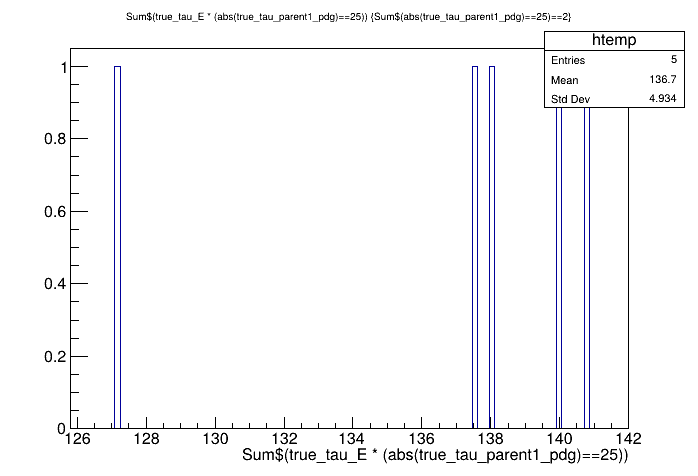 Sum$(true_tau_E * (abs(true_tau_parent1_pdg)==25)) {Sum$(abs(true_tau_parent1_pdg)==25)==2}
htemp
Entries 5
Mean 136.7
Std Dev 4.934
1
0.8
0.6
0.4
0.2
0
126 128 130 132 134 136 138 140 142
Sum$(true_tau_E * (abs(true_tau_parent1_pdg)==25))